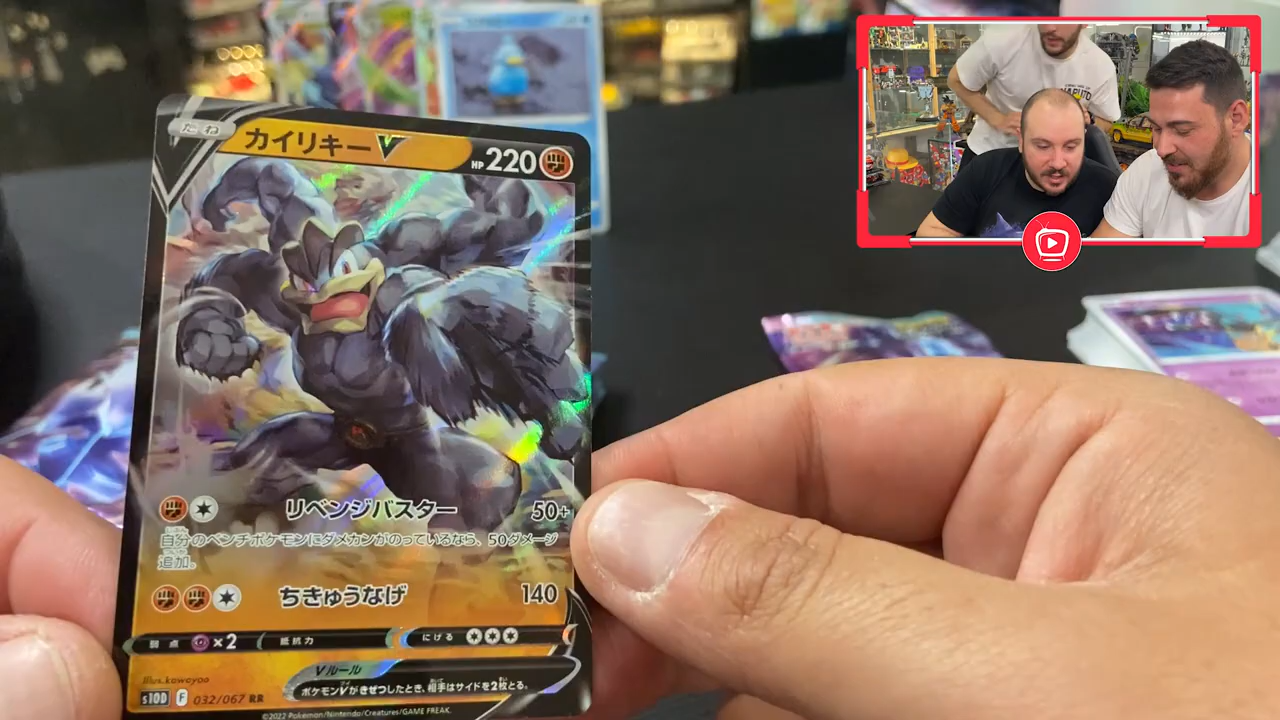 たね
カイリキーV
HP 220
リベンジバスター 50+
自分のベンチポケモンにダメカンがのっているなら、50ダメージ
追加。
ちきゅうなげ 140
弱点 ×2 抵抗力 にげる
Vルール
ポケモンVがきぜつしたとき、相手はサイドを2枚とる。
Illus.kawayoo
s10D F 032/067 RR
©2022 Pokémon/Nintendo/Creatures/GAME FREAK.